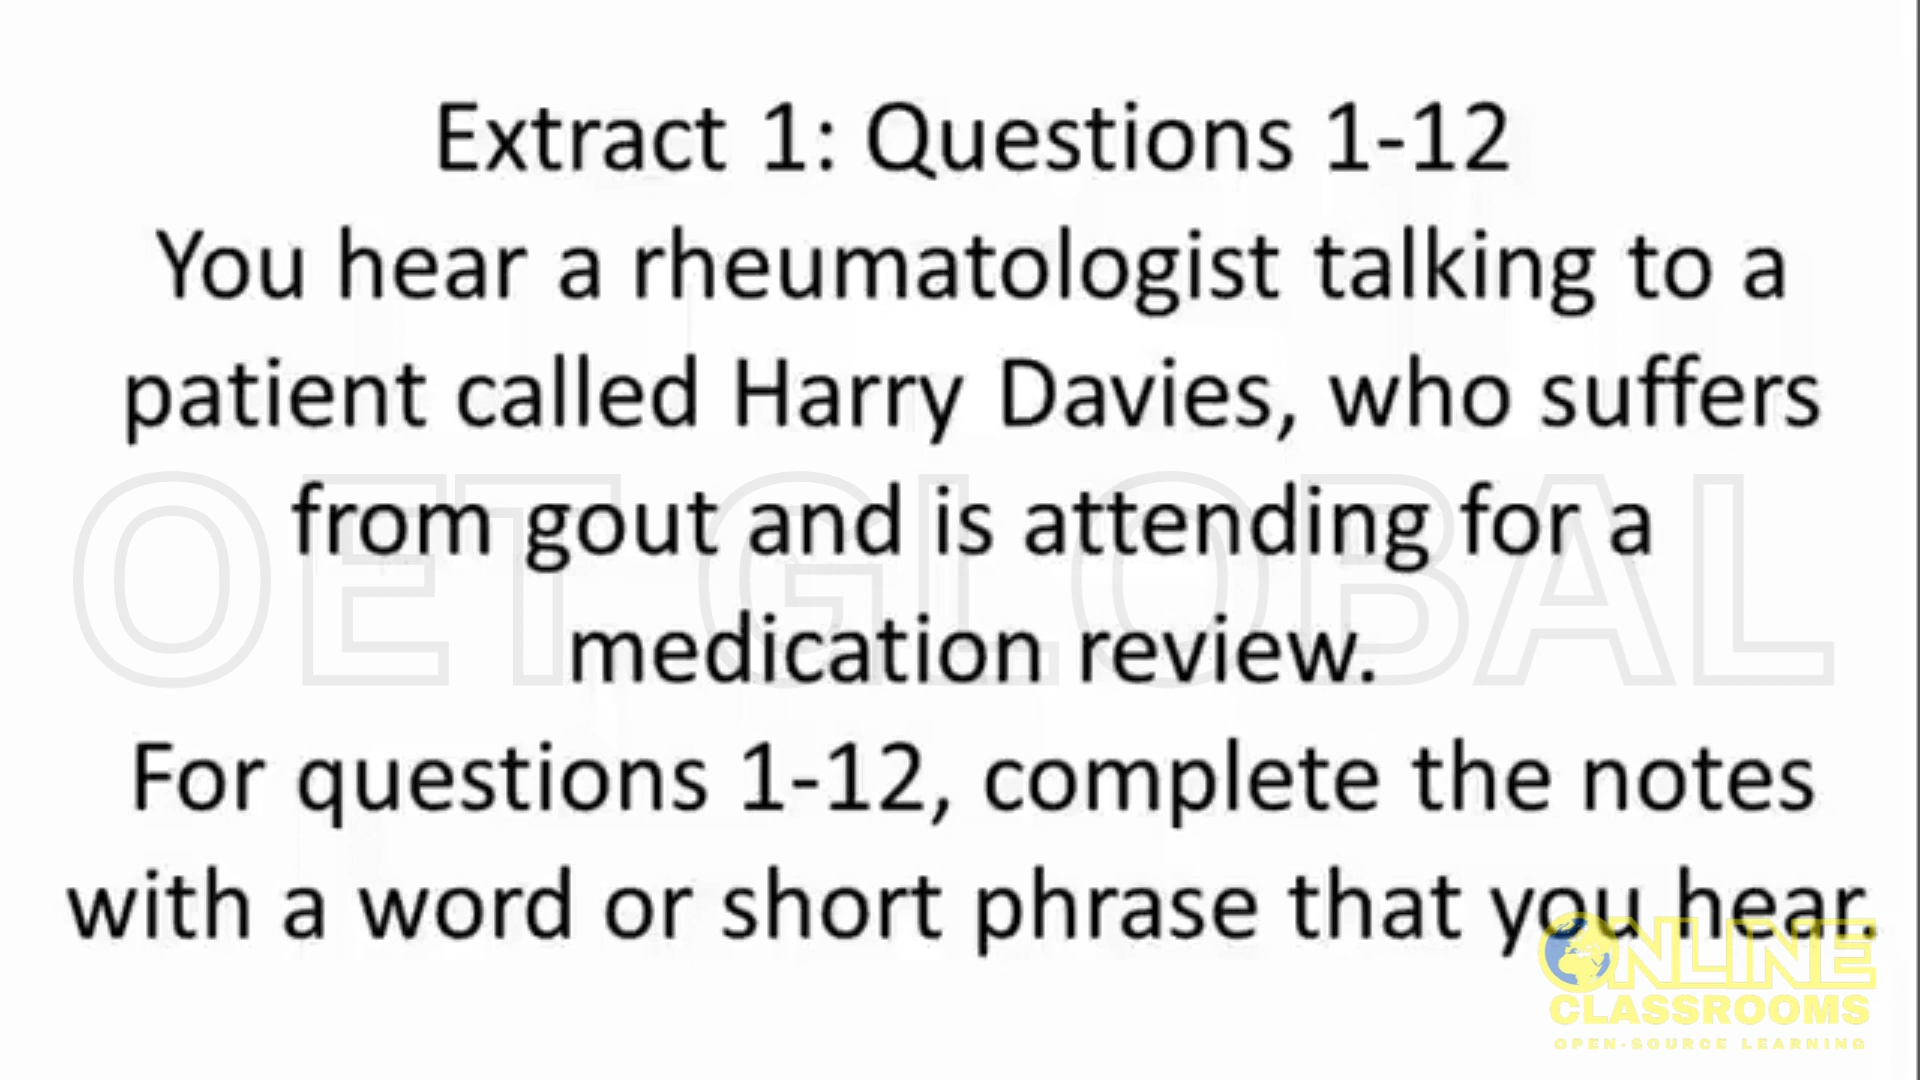 Extract 1: Questions 1-12
You hear a rheumatologist talking to a
patient called Harry Davies, who suffers
from gout and is attending for a
OET GLOBAL
medication review.
For questions 1-12, complete the notes
with a word or short phrase that you hear.
ONLINE
CLASSROOMS
OPEN-SOURCE LEARNING